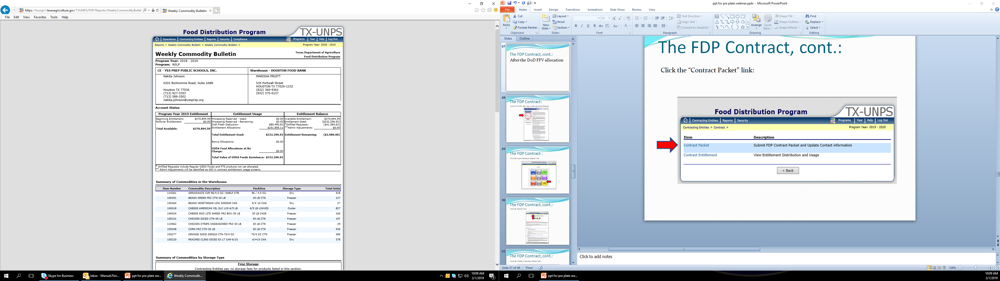 https://txunps1.texasagriculture.gov/TXUNPS/FDP/Reports/WeeklyCommodityBullet
Weekly Commodity Bulletin
File Edit View Favorites Tools Help
Food Distribution Program
TX-UNPS
Operations | Contracting Entities | Reports | Security | Compliance
Programs | Year | Help | Log Out
Reports > Weekly Commodity Bulletin > Weekly Commodity Bulletin >
Program Year: 2018 - 2019
Weekly Commodity Bulletin
Texas Department of Agriculture
Food Distribution Program
Program Year: 2018 - 2019
Program: NSLP
CE - YES PREP PUBLIC SCHOOLS, INC.
Nakita Johnson
6201 Bonhomme Road; Suite 168N
Houston TX 77036
(713) 927-3353
(713) 589-2502
nakita.johnson@yesprep.org
Warehouse - HOUSTON FOOD BANK
MARISHA PRUITT
535 Portwall Street
HOUSTON TX 77029-1332
(832) 369-9361
(832) 375-6127
Account Status
Program Year 2019 Entitlement
Beginning Entitlement: $370,894.59
Rollover Entitlement: $0.00
Total Available: $370,894.59
Entitlement Usage
Processing Reserved - Used: $0.00
Processing Reserved - Remaining: $0.00
DoD Fresh Deduction: $80,490.81
Entitlement Allocations: $251,806.11
Total Entitlement Used: $332,296.92
Bonus Allocations: $0.00
USDA Food Allocations at No
Charge: $0.00
Total Value of USDA Foods Assistance: $332,296.92
Entitlement Balance
Available Entitlement: $370,894.59
Entitlement Used: ($332,296.92)
*Unfilled Requests: ($41,584.63)
**Admin Adjustments: $0.00
Entitlement Remaining: ($2,986.96)
* Unfilled Requests include Regular USDA Foods and FTS products not yet allocated.
** Admin Adjustments will be identified as ADJ in contract entitlement usage screens.
Summary of Commodities in the Warehouse
Item Number Commodity Description PackSize Storage Type Total Units
110361 APPLESAUCE CUP 96/4.5 OZ.-SHELF STB 96 / 4.5 OZ. Dry 518
100351 BEANS GREEN FRZ CTN-30 LB 30 LB CTN Freezer 127
100364 BEANS VEGETARIAN LOW SODIUM CAN 6/# 10 CAN Dry 27
100018 CHEESE AMERICAN YEL SLC LVS-6/5 LB 6/5 LB LOAVES Cooler 827
100034 CHEESE MOZ LITE SHRED FRZ BOX-30 LB 30 LB CASE Freezer 160
100101 CHICKEN DICED CTN-40 LB 40 LB CTN Freezer 197
110462 CHICKEN STRIPS UNSEASONED FRZ-30 LB 30 LB CTN Freezer 29
100348 CORN FRZ CTN-30 LB 30 LB CTN Freezer 530
100277 ORANGE JUICE SINGLE CTN-70/4 OZ 70/4 OZ CTN Freezer 380
100220 PEACHES CLING DICED EX LT CAN-6/10 6/#10 CAN Dry 378
Summary of Commodities by Storage Type
Free Storage
Contracting Entities pay no storage fees for products listed in this section.
Skype for Business
Inbox - Manuel.Flor...
ppt for pre plate we...
Weekly Commodit...
10:09 AM
2/1/2019
ppt for pre plate webinar.pptx - Microsoft PowerPoint
File Home Insert Design Transitions Animations Slide Show Review View
Paste
Cut
Copy
Format Painter
Clipboard
New
Slide
Layout
Reset
Section
Slides
50
Font
Text Direction
Align Text
Convert to SmartArt
Paragraph
Arrange
Quick
Styles
Shape Fill
Shape Outline
Shape Effects
Drawing
Find
Replace
Select
Editing
Slides Outline
27
The FDP Contract, cont.:
After the DoD FFV allocation
28
The FDP Contract:
29
The FDP Contract :
Click the "Food Distribution Program" tile:
30
The FDP Contract, cont.:
Click the "Reports" link:
31
The FDP Contract, cont.:
Click the "Weekly Commodity Bulletin" link:
The FDP Contract, cont.:
Click the “Contract Packet” link:
Food Distribution Program
TX-UNPS
Contracting Entities | Reports | Security
Programs | Year | Help | Log Out
Contracting Entities > Contract >
Program Year: 2019 - 2020
Item Description
Contract Packet Submit FDP Contract Packet and Update Contact information
Contract Entitlement View Entitlement Distribution and Usage
< Back
Click to add notes
Slide 37 of 48 "Flow" 108%
ppt for pre plate we...
10:09 AM
2/1/2019